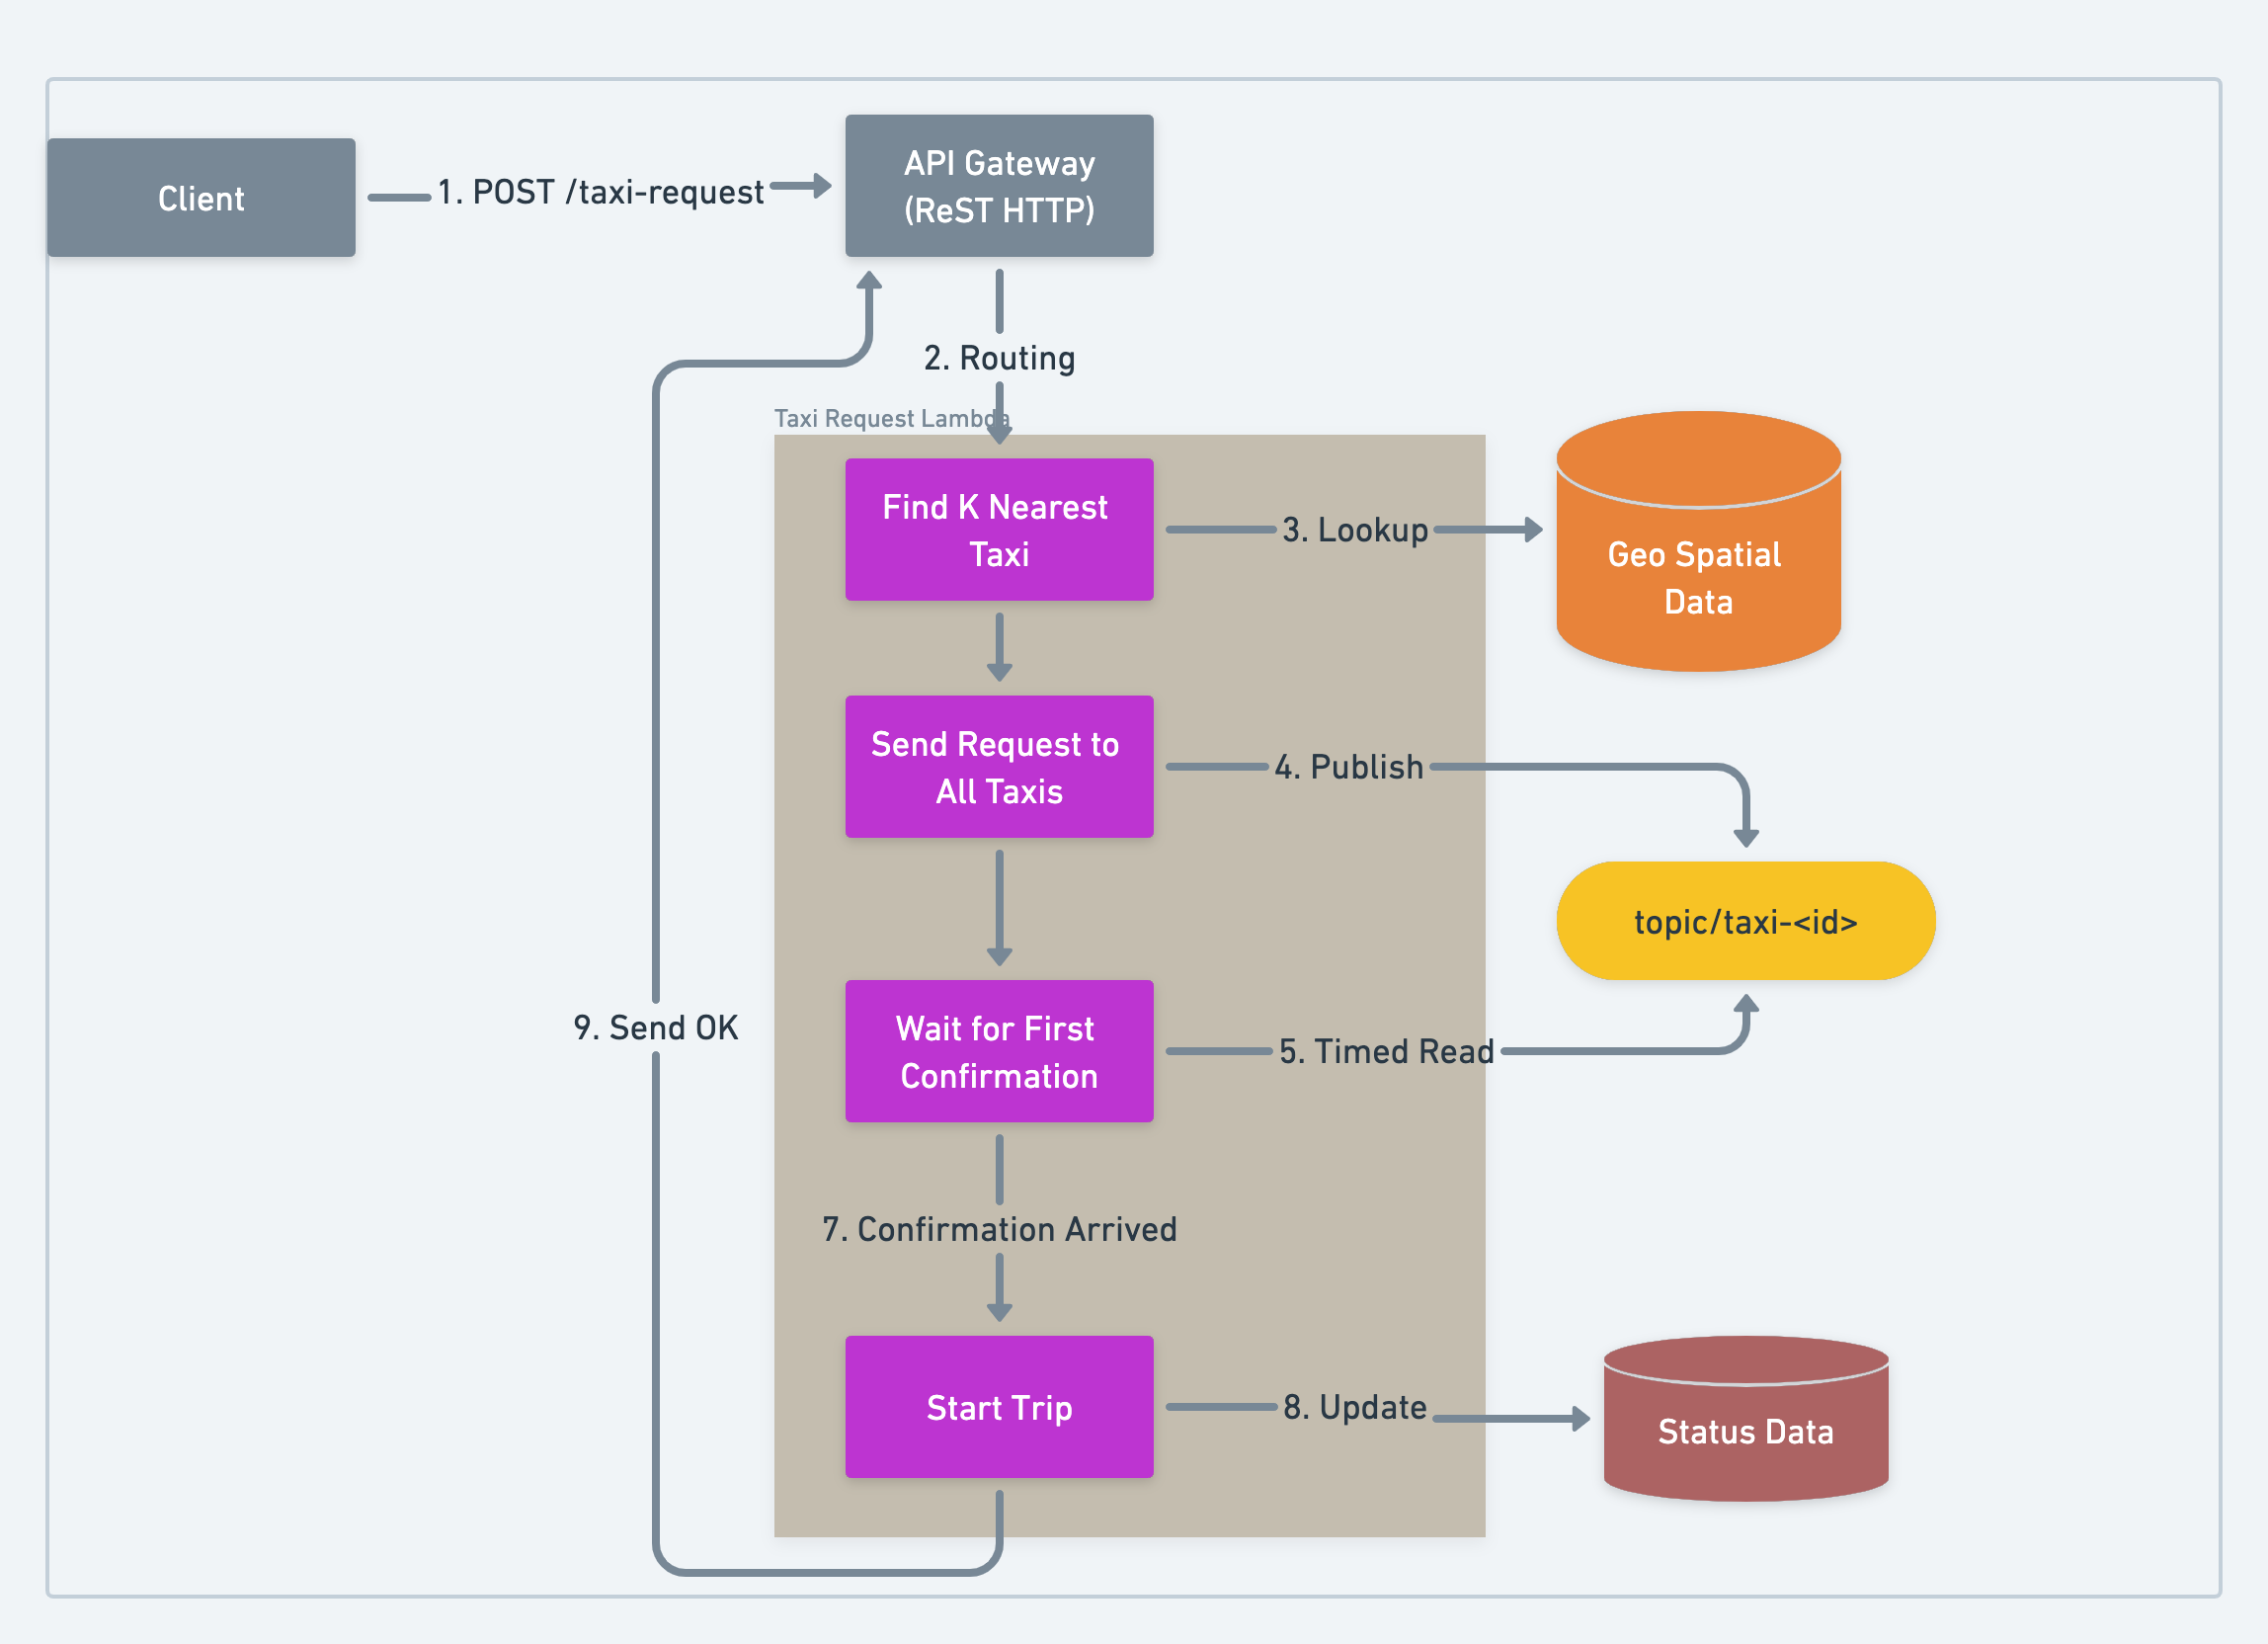 Client
1. POST /taxi-request
API Gateway
(ReST HTTP)
2. Routing
Taxi Request Lambda
Find K Nearest
Taxi
3. Lookup
Geo Spatial
Data
Send Request to
All Taxis
4. Publish
topic/taxi-<id>
9. Send OK
Wait for First
Confirmation
5. Timed Read
7. Confirmation Arrived
Start Trip
8. Update
Status Data